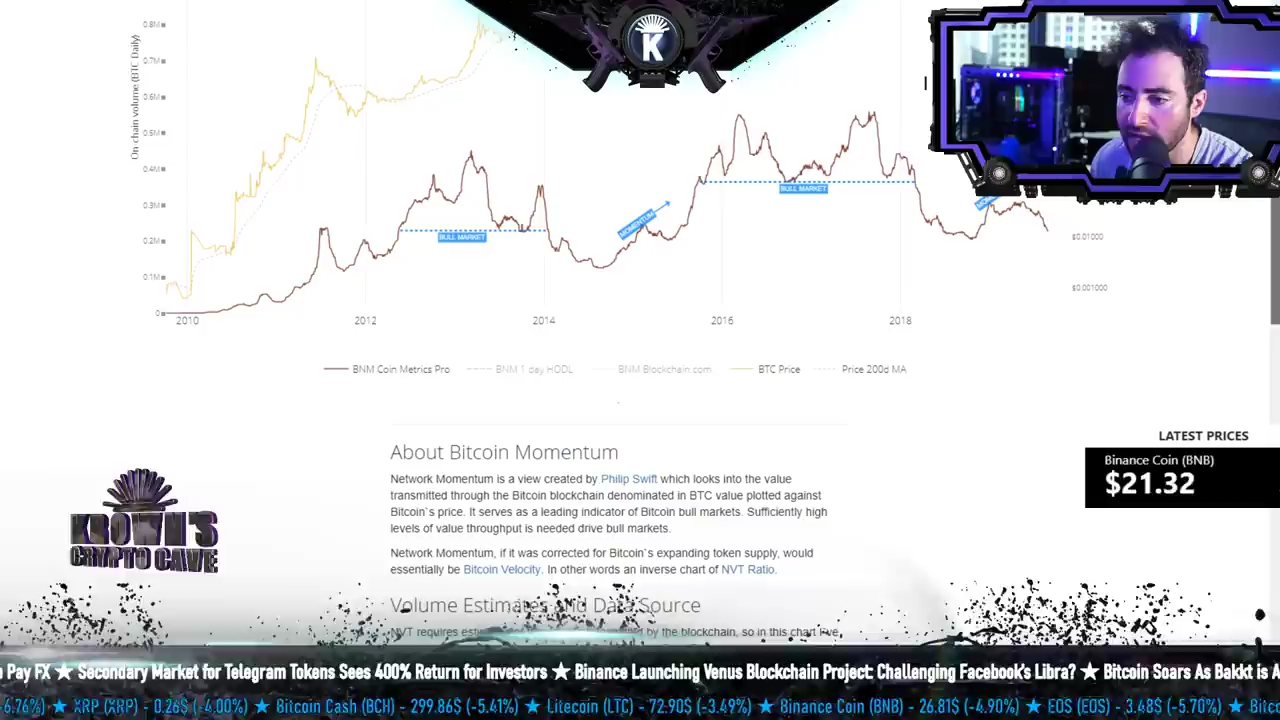 K
On-chain volume (BTC Daily)
0.8M
0.7M
0.6M
0.5M
0.4M
0.3M
0.2M
0.1M
0
BULL MARKET
MOMENTUM
BULL MARKET
$0.01000
$0.001000
2010 2012 2014 2016 2018
BNM Coin Metrics Pro BNM 1 day HODL BNM Blockchain.com BTC Price Price 200d MA
About Bitcoin Momentum
Network Momentum is a view created by Philip Swift which looks into the value
transmitted through the Bitcoin blockchain denominated in BTC value plotted against
Bitcoin`s price. It serves as a leading indicator of Bitcoin bull markets. Sufficiently high
levels of value throughput is needed drive bull markets.
Network Momentum, if it was corrected for Bitcoin`s expanding token supply, would
essentially be Bitcoin Velocity. In other words an inverse chart of NVT Ratio.
Volume Estimates and Data Source
NVT requires by the blockchain, so in this chart I've
LATEST PRICES
Binance Coin (BNB)
$21.32
KROWN'S
CRYPTO CAVE
Pay FX ★ Secondary Market for Telegram Tokens Sees 400% Return for Investors ★ Binance Launching Venus Blockchain Project: Challenging Facebook's Libra? ★ Bitcoin Soars As Bakkt is
6.76%) ★ XRP (XRP) - 0.26$ (-4.00%) ★ Bitcoin Cash (BCH) - 299.86$ (-5.41%) ★ Litecoin (LTC) - 72.90$ (-3.49%) ★ Binance Coin (BNB) - 26.81$ (-4.90%) ★ EOS (EOS) - 3.48$ (-5.70%) ★